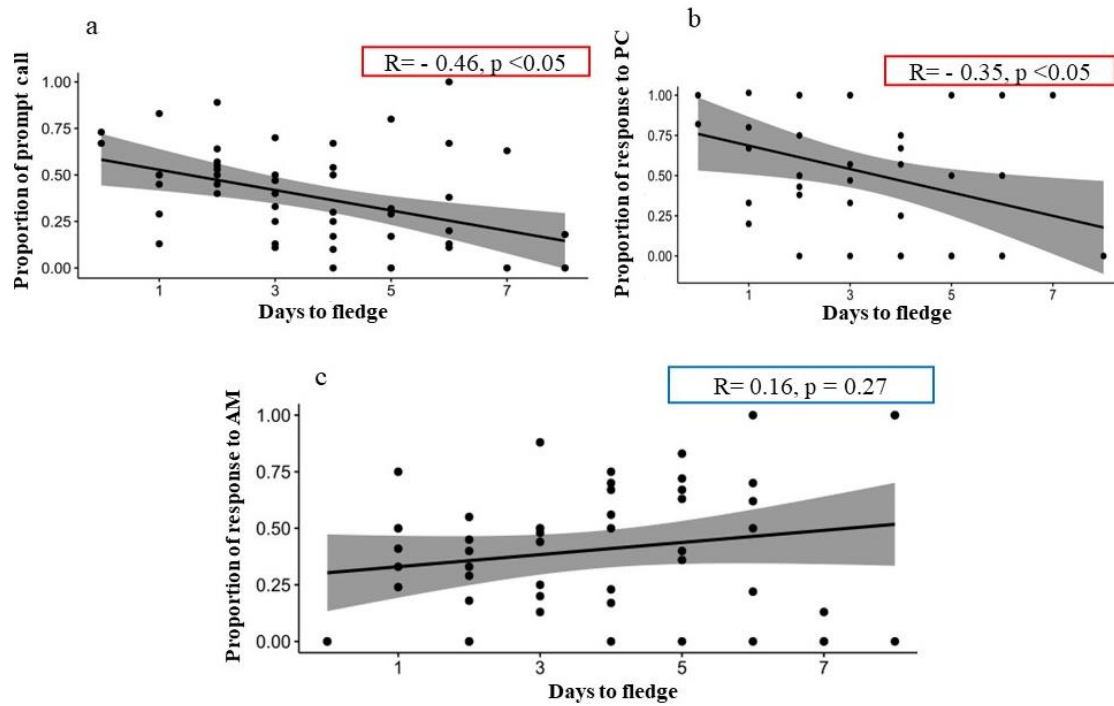 a
R= - 0.46, p <0.05
Proportion of prompt call
1.00
0.75
0.50
0.25
0.00
1 3 5 7
Days to fledge
b
R= - 0.35, p <0.05
Proportion of response to PC
1.00
0.75
0.50
0.25
0.00
1 3 5 7
Days to fledge
c
R= 0.16, p = 0.27
Proportion of response to AM
1.00
0.75
0.50
0.25
0.00
1 3 5 7
Days to fledge